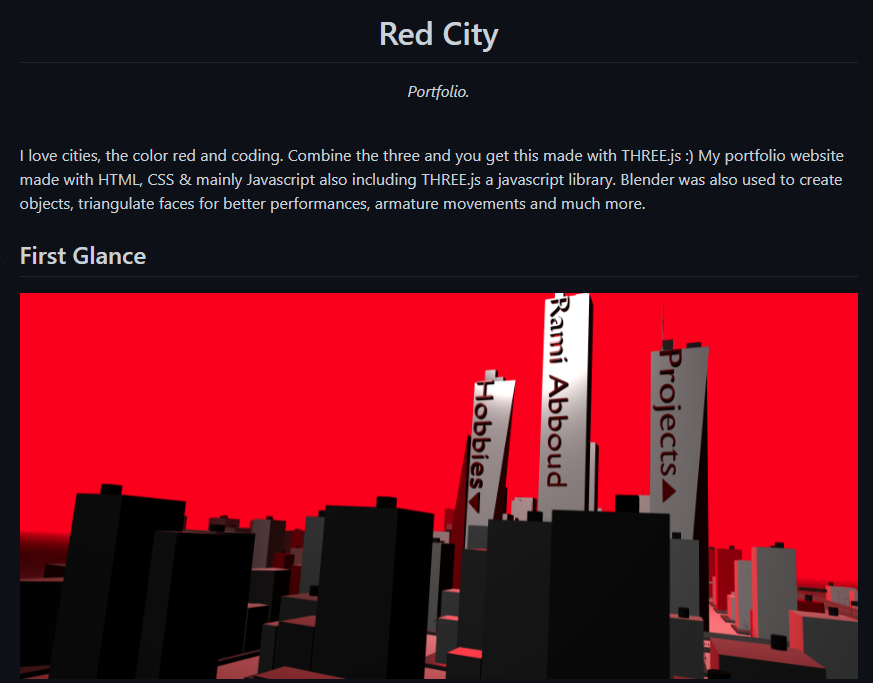 Red City
Portfolio.
I love cities, the color red and coding. Combine the three and you get this made with THREE.js :) My portfolio website
made with HTML, CSS & mainly Javascript also including THREE.js a javascript library. Blender was also used to create
objects, triangulate faces for better performances, armature movements and much more.
First Glance
Hobbies
Rami Abboud
Projects